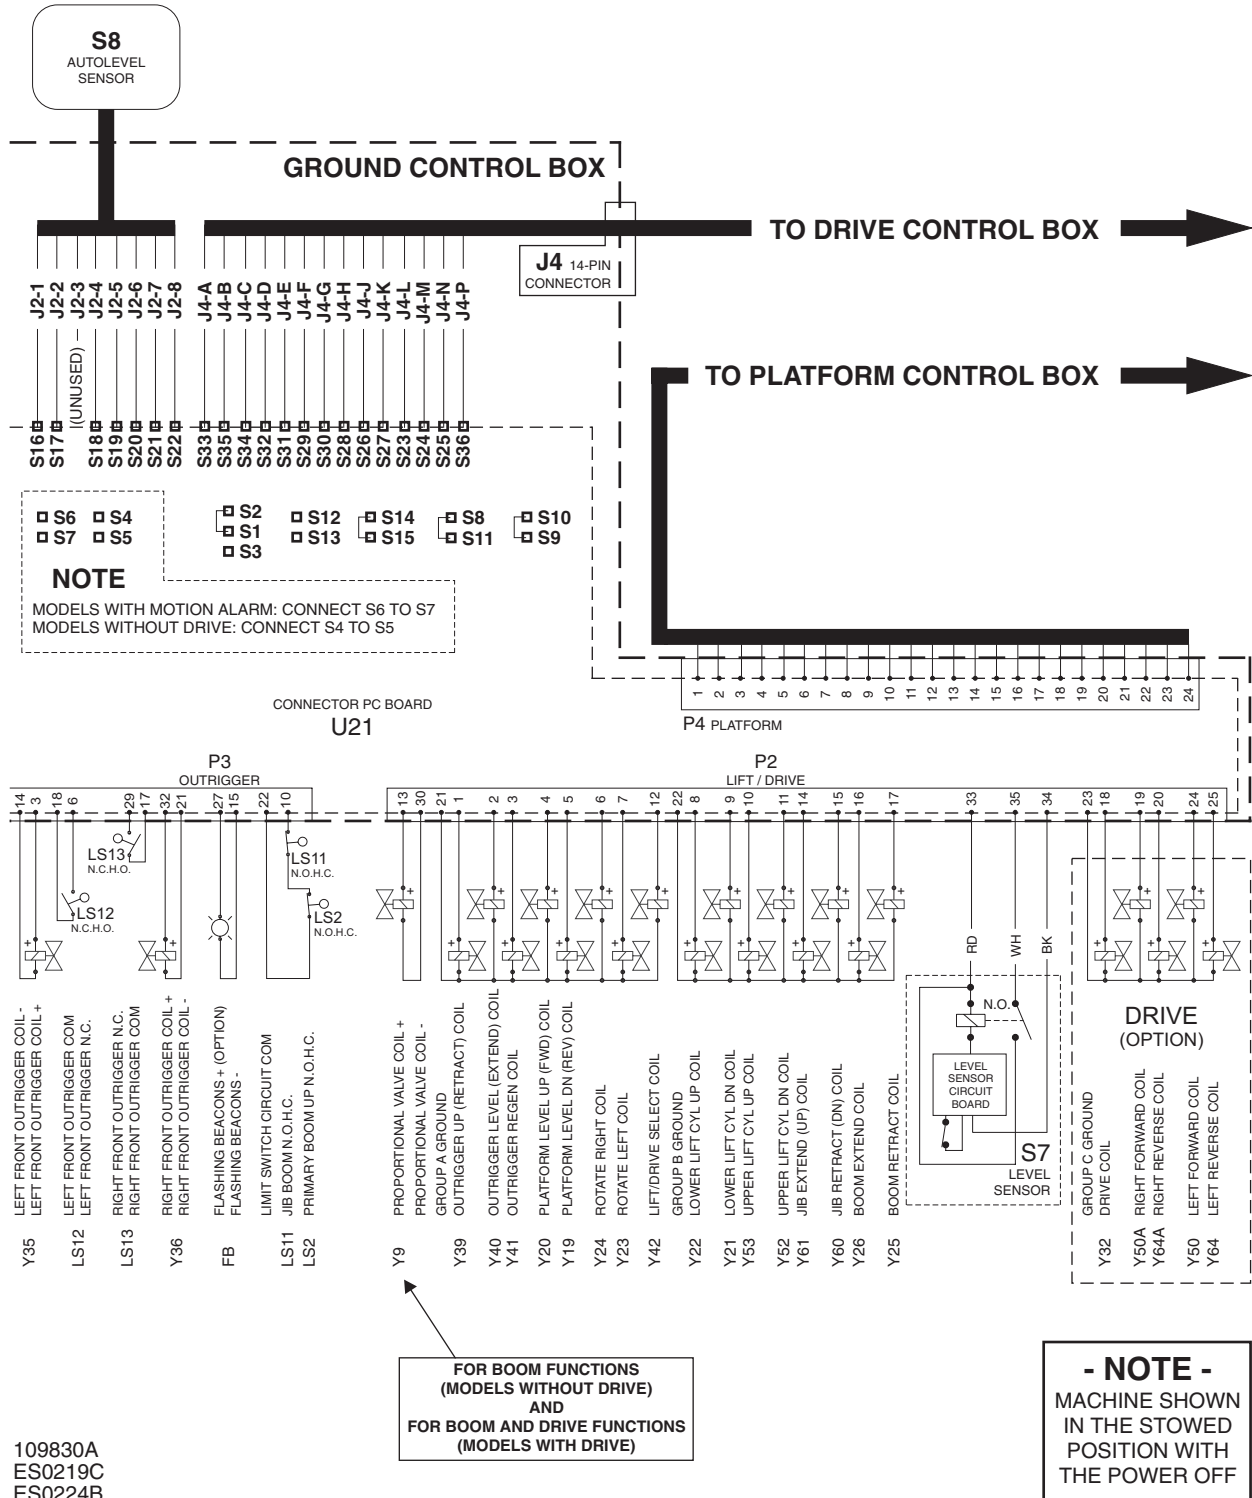 S8
AUTOLEVEL
SENSOR
GROUND CONTROL BOX
TO DRIVE CONTROL BOX
J4 14-PIN
CONNECTOR
J2-1
J2-2
J2-3
J2-4
J2-5
J2-6
J2-7
J2-8
J4-A
J4-B
J4-C
J4-D
J4-E
J4-F
J4-G
J4-H
J4-J
J4-K
J4-L
J4-M
J4-N
J4-P
(UNUSED)
TO PLATFORM CONTROL BOX
S16
S17
S18
S19
S20
S21
S22
S33
S35
S34
S32
S31
S29
S30
S28
S26
S27
S23
S24
S25
S36
S6 S4
S7 S5
S2
S1
S3
S12
S13
S14
S15
S8
S11
S10
S9
NOTE
MODELS WITH MOTION ALARM: CONNECT S6 TO S7
MODELS WITHOUT DRIVE: CONNECT S4 TO S5
1 2 3 4 5 6 7 8 9 10 11 12 13 14 15 16 17 18 19 20 21 22 23 24
P4 PLATFORM
CONNECTOR PC BOARD
U21
P3
OUTRIGGER
14 3 18 6 29 17 32 21 27 15 22 10
P2
LIFT / DRIVE
13 30 21 1 2 3 4 5 6 7 12 22 8 9 10 11 14 15 16 17 33 35 34 23 18 19 20 24 25
LS13
N.C.H.O.
LS12
N.C.H.O.
LS11
N.O.H.C.
LS2
N.O.H.C.
+ + + + + + + + + + + + + + + + + + + + + + +
RD
WH
BK
N.O.
LEVEL
SENSOR
CIRCUIT
BOARD
S7
LEVEL
SENSOR
DRIVE
(OPTION)
LEFT FRONT OUTRIGGER COIL -
LEFT FRONT OUTRIGGER COIL +
LEFT FRONT OUTRIGGER COM
LEFT FRONT OUTRIGGER N.C.
RIGHT FRONT OUTRIGGER N.C.
RIGHT FRONT OUTRIGGER COM
RIGHT FRONT OUTRIGGER COIL +
RIGHT FRONT OUTRIGGER COIL -
FLASHING BEACONS + (OPTION)
FLASHING BEACONS -
LIMIT SWITCH CIRCUIT COM
JIB BOOM N.O.H.C.
PRIMARY BOOM UP N.O.H.C.
PROPORTIONAL VALVE COIL +
PROPORTIONAL VALVE COIL -
GROUP A GROUND
OUTRIGGER UP (RETRACT) COIL
OUTRIGGER LEVEL (EXTEND) COIL
OUTRIGGER REGEN COIL
PLATFORM LEVEL UP (FWD) COIL
PLATFORM LEVEL DN (REV) COIL
ROTATE RIGHT COIL
ROTATE LEFT COIL
LIFT/DRIVE SELECT COIL
GROUP B GROUND
LOWER LIFT CYL UP COIL
LOWER LIFT CYL DN COIL
UPPER LIFT CYL UP COIL
UPPER LIFT CYL DN COIL
JIB EXTEND (UP) COIL
JIB RETRACT (DN) COIL
BOOM EXTEND COIL
BOOM RETRACT COIL
GROUP C GROUND
DRIVE COIL
RIGHT FORWARD COIL
RIGHT REVERSE COIL
LEFT FORWARD COIL
LEFT REVERSE COIL
Y35
LS12
LS13
Y36
FB
LS11
LS2
Y9
Y39
Y40
Y41
Y20
Y19
Y24
Y23
Y42
Y22
Y21
Y53
Y52
Y61
Y60
Y26
Y25
Y32
Y50A
Y64A
Y50
Y64
FOR BOOM FUNCTIONS
(MODELS WITHOUT DRIVE)
AND
FOR BOOM AND DRIVE FUNCTIONS
(MODELS WITH DRIVE)
- NOTE -
MACHINE SHOWN
IN THE STOWED
POSITION WITH
THE POWER OFF
109830A
ES0219C
ES0224B